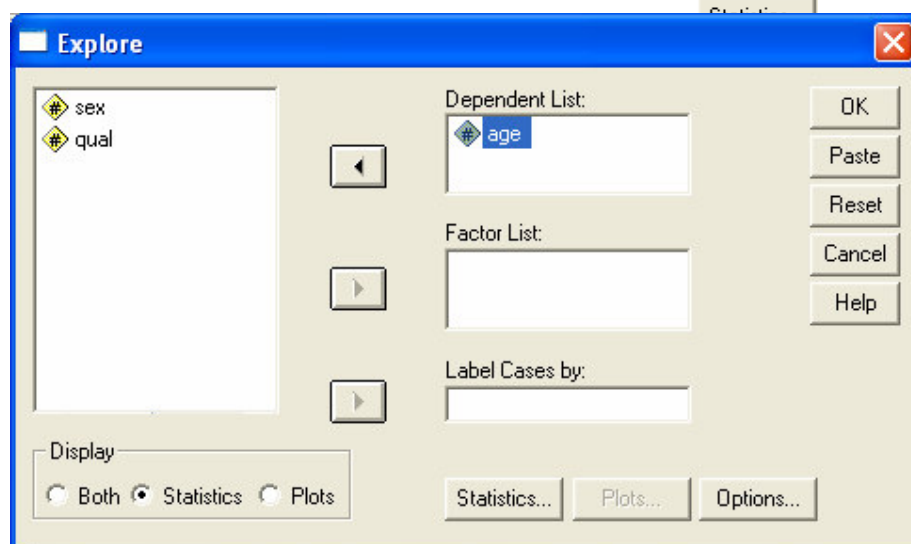 Explore
sex
qual
Dependent List:
age
Factor List:
Label Cases by:
OK
Paste
Reset
Cancel
Help
Display
Both Statistics Plots
Statistics... Plots... Options...